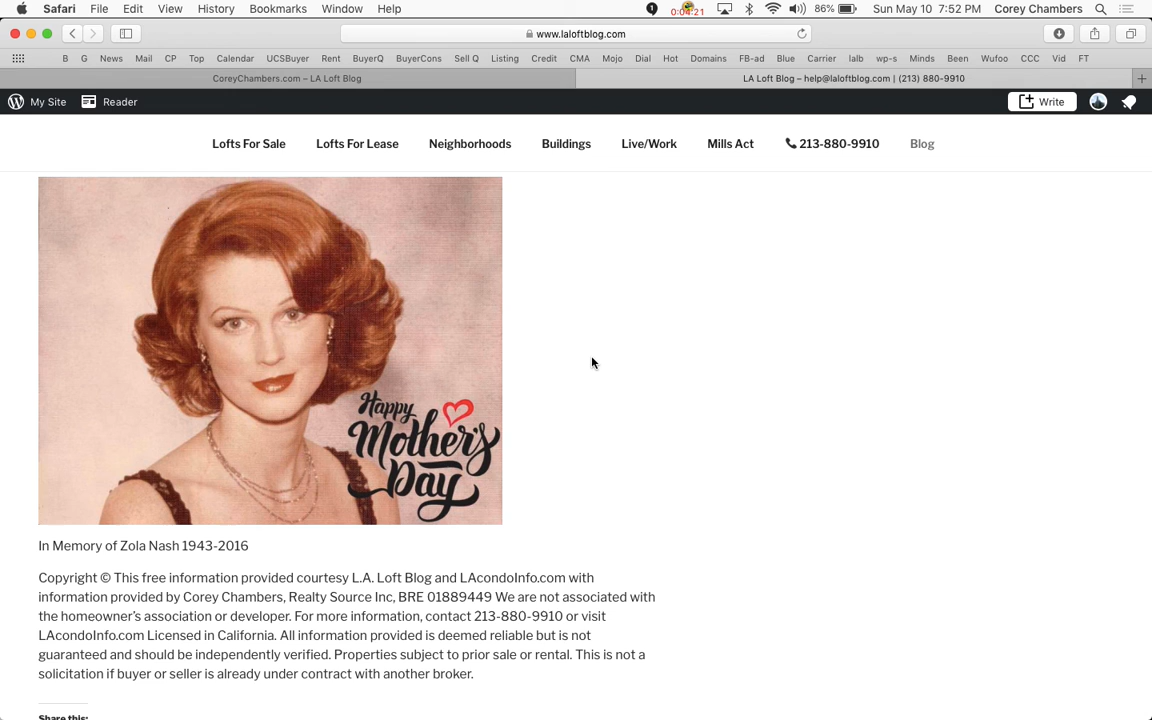 Safari File Edit View History Bookmarks Window Help 1 0:04:21 86% Sun May 10 7:52 PM Corey Chambers
www.laloftblog.com
B G News Mail CP Top Calendar UCSBuyer Rent BuyerQ BuyerCons Sell Q Listing Credit CMA Mojo Dial Hot Domains FB-ad Blue Carrier lalb wp-s Minds Been Wufoo CCC Vid FT
CoreyChambers.com – LA Loft Blog LA Loft Blog – help@laloftblog.com | (213) 880-9910 +
My Site Reader Write
Lofts For Sale Lofts For Lease Neighborhoods Buildings Live/Work Mills Act 213-880-9910 Blog
Happy
Mother's
Day
In Memory of Zola Nash 1943-2016
Copyright © This free information provided courtesy L.A. Loft Blog and LAcondoInfo.com with
information provided by Corey Chambers, Realty Source Inc, BRE 01889449 We are not associated with
the homeowner’s association or developer. For more information, contact 213-880-9910 or visit
LAcondoInfo.com Licensed in California. All information provided is deemed reliable but is not
guaranteed and should be independently verified. Properties subject to prior sale or rental. This is not a
solicitation if buyer or seller is already under contract with another broker.
Share this: